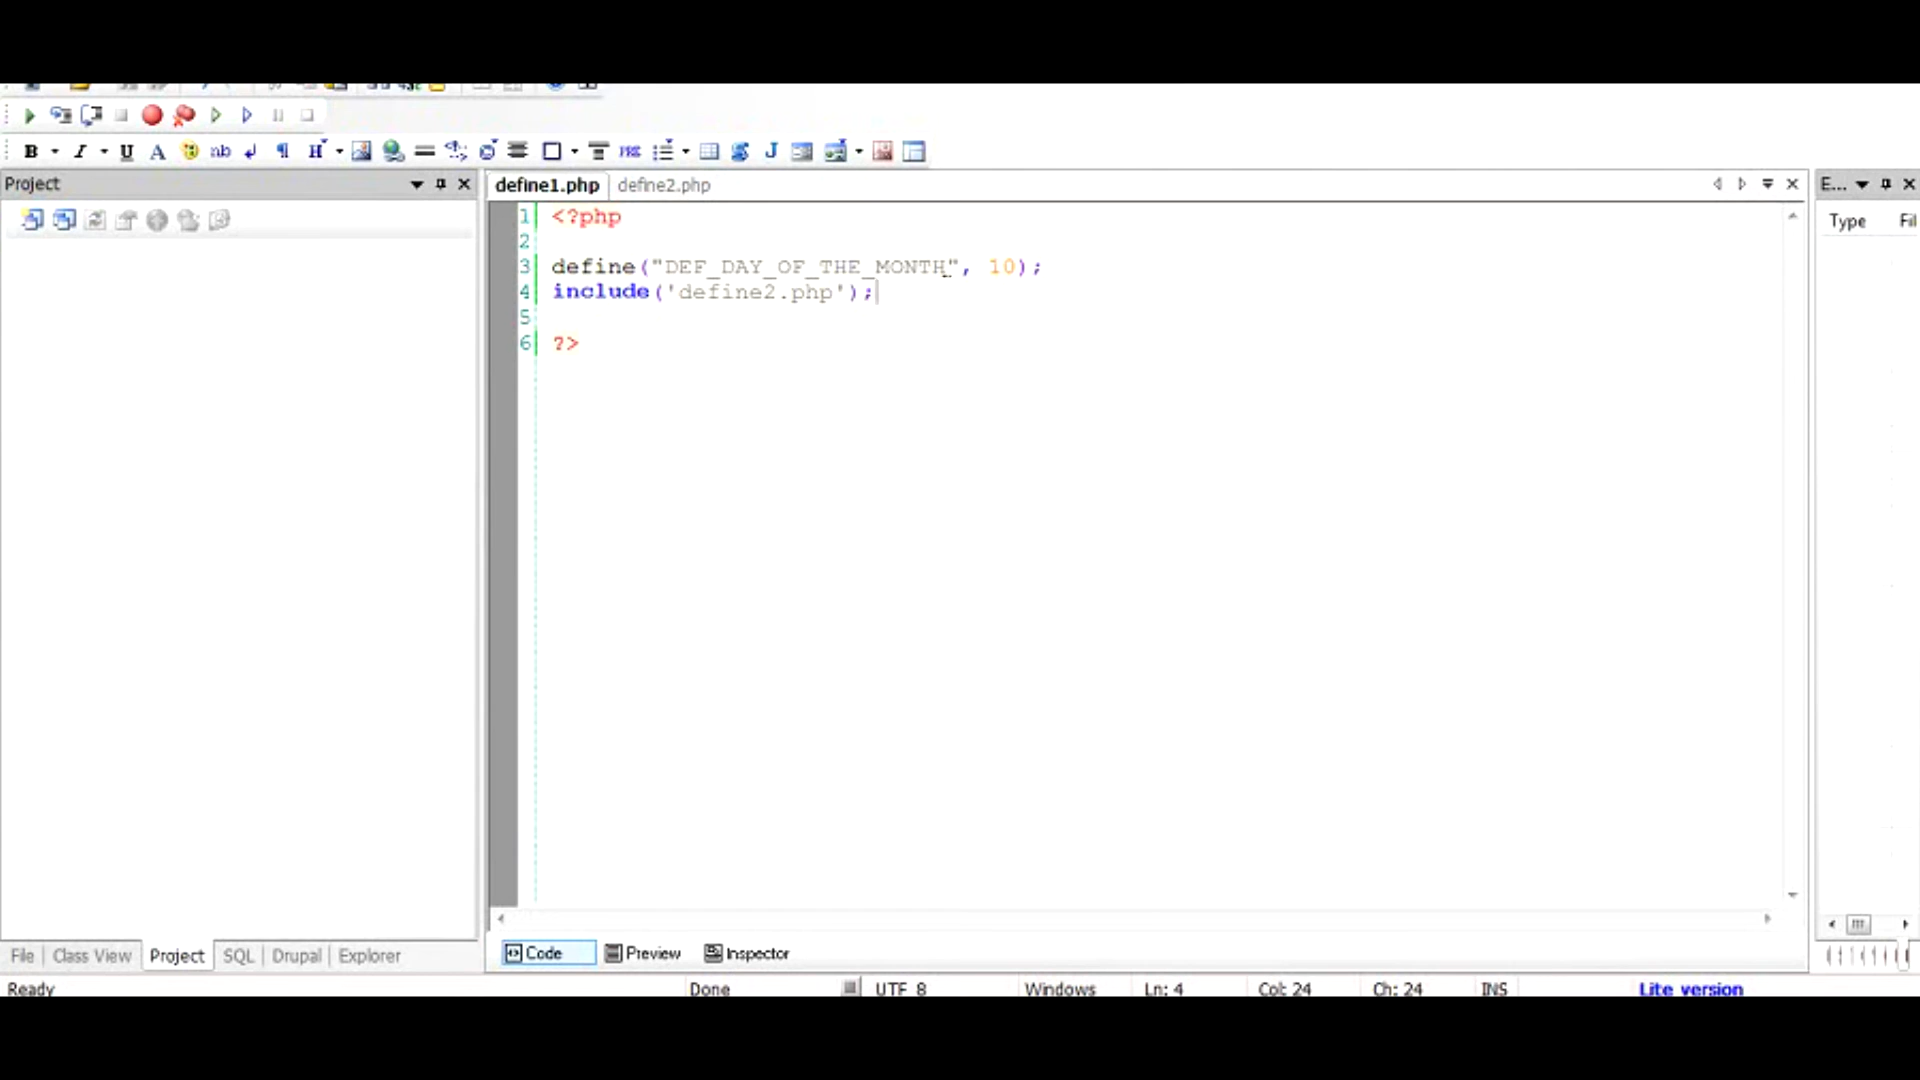 Project
define1.php define2.php
E...
Type Fil
1 <?php
2
3 define("DEF_DAY_OF_THE_MONTH", 10);
4 include('define2.php');
5
6 ?>
File Class View Project SQL Drupal Explorer
Code Preview Inspector
Ready Done UTF 8 Windows Ln: 4 Col: 24 Ch: 24 INS Lite version